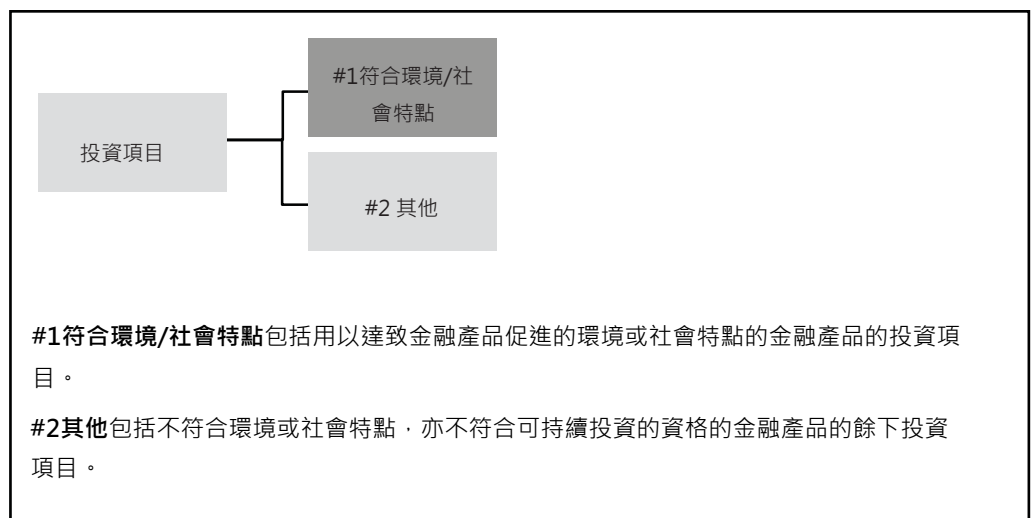 #1符合環境/社
會特點
投資項目
#2 其他
#1符合環境/社會特點包括用以達致金融產品促進的環境或社會特點的金融產品的投資項
目。
#2其他包括不符合環境或社會特點，亦不符合可持續投資的資格的金融產品的餘下投資
項目。